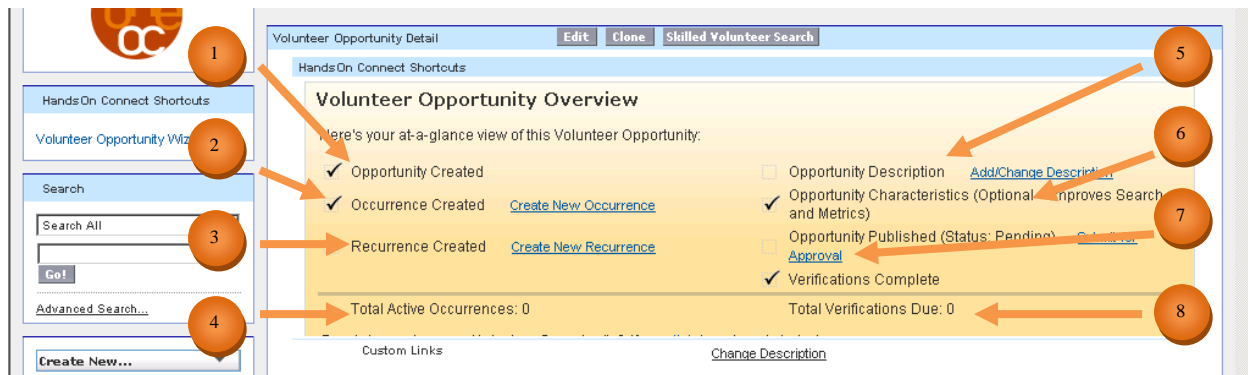 one
OC
Volunteer Opportunity Detail Edit Clone Skilled Volunteer Search
1
5
HandsOn Connect Shortcuts
HandsOn Connect Shortcuts
Volunteer Opportunity Overview
Volunteer Opportunity
2
Here's your at-a-glance view of this Volunteer Opportunity:
6
Opportunity Created
Opportunity Description Add/Change Description
Search
Occurrence Created Create New Occurrence
Opportunity Characteristics (Optional Improves Search
and Metrics)
Search All
3
7
Recurrence Created Create New Recurrence
Opportunity Published (Status: Pending)
Approval
Go!
Verifications Complete
Advanced Search...
4
Total Active Occurrences: 0
Total Verifications Due: 0
8
Create New...
Custom Links
Change Description